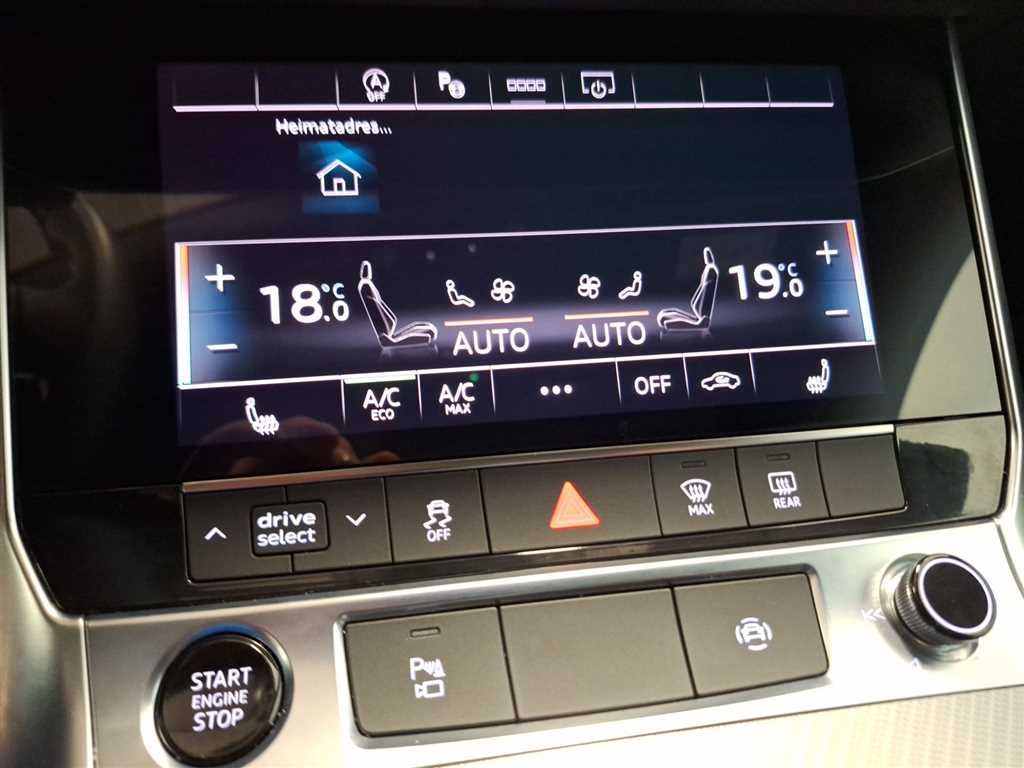 A
OFF
P
Heimatadres...
+ 18.0 °C
19.0 °C +
AUTO AUTO
− −
A/C ECO
A/C MAX
...
OFF
drive select
OFF
MAX
REAR
START
ENGINE
STOP
P